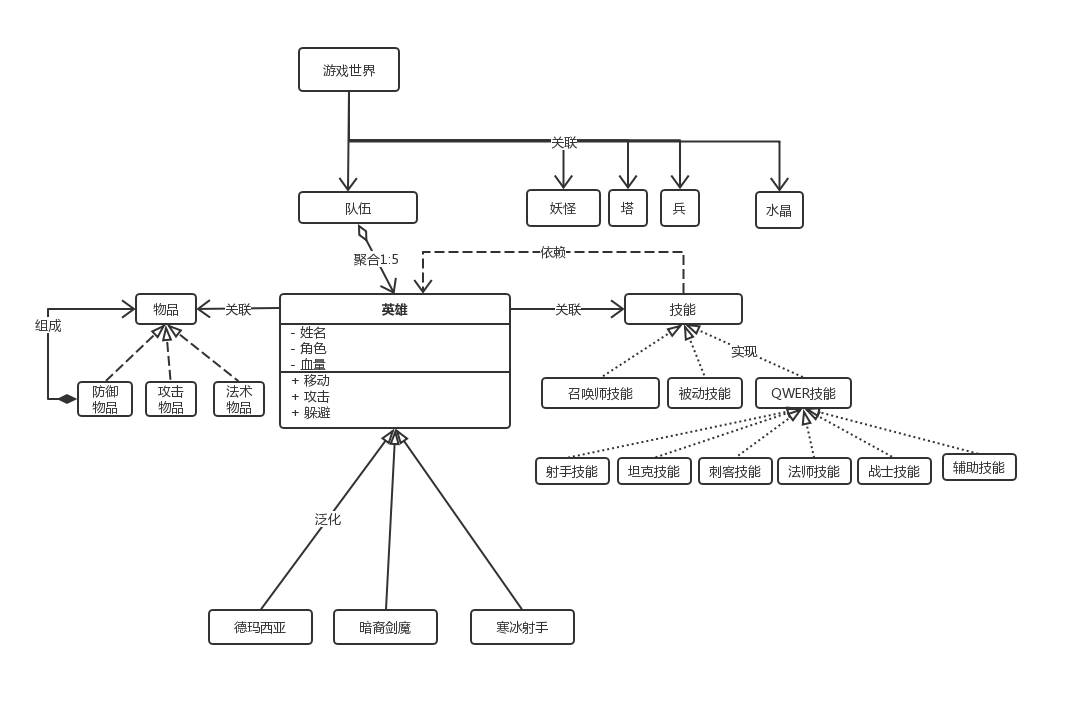 游戏世界
关联
队伍
妖怪
塔
兵
水晶
聚合1:5
依赖
物品
关联
英雄
关联
技能
组成
- 姓名
- 角色
- 血量
+ 移动
+ 攻击
+ 躲避
实现
防御
物品
攻击
物品
法术
物品
召唤师技能
被动技能
QWER技能
射手技能
坦克技能
刺客技能
法师技能
战士技能
辅助技能
泛化
德玛西亚
暗裔剑魔
寒冰射手